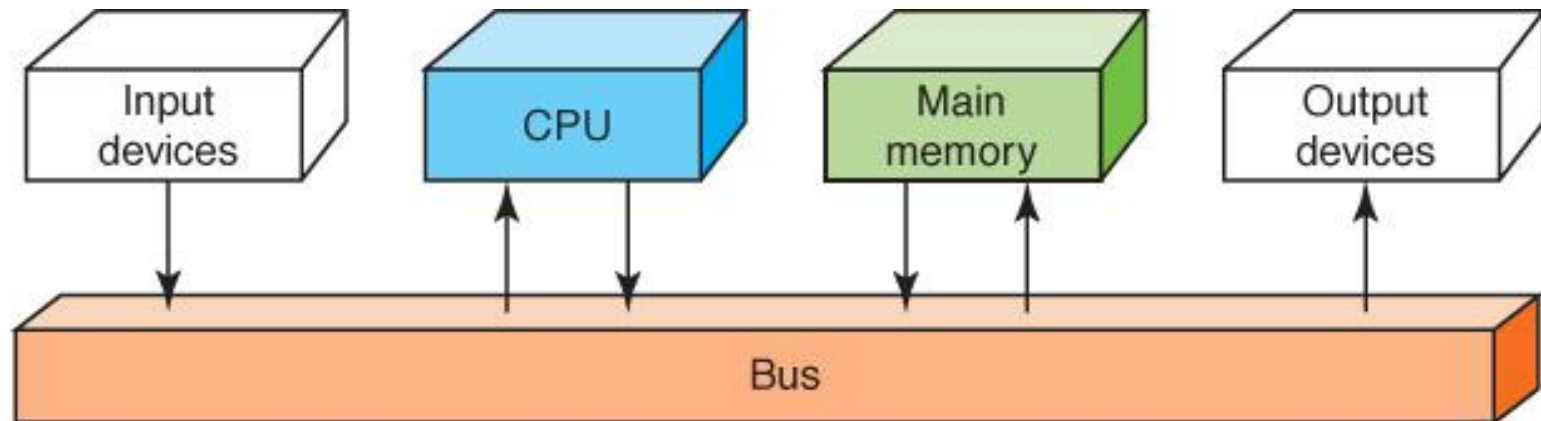 Input
devices
CPU
Main
memory
Output
devices
Bus